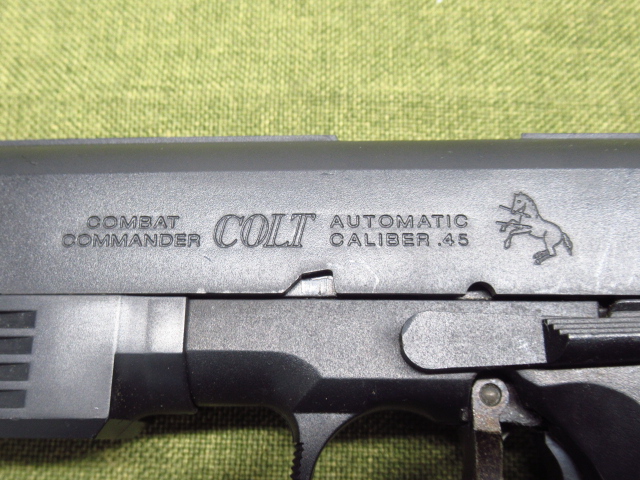 COMBAT
COMMANDER
COLT
AUTOMATIC
CALIBER .45